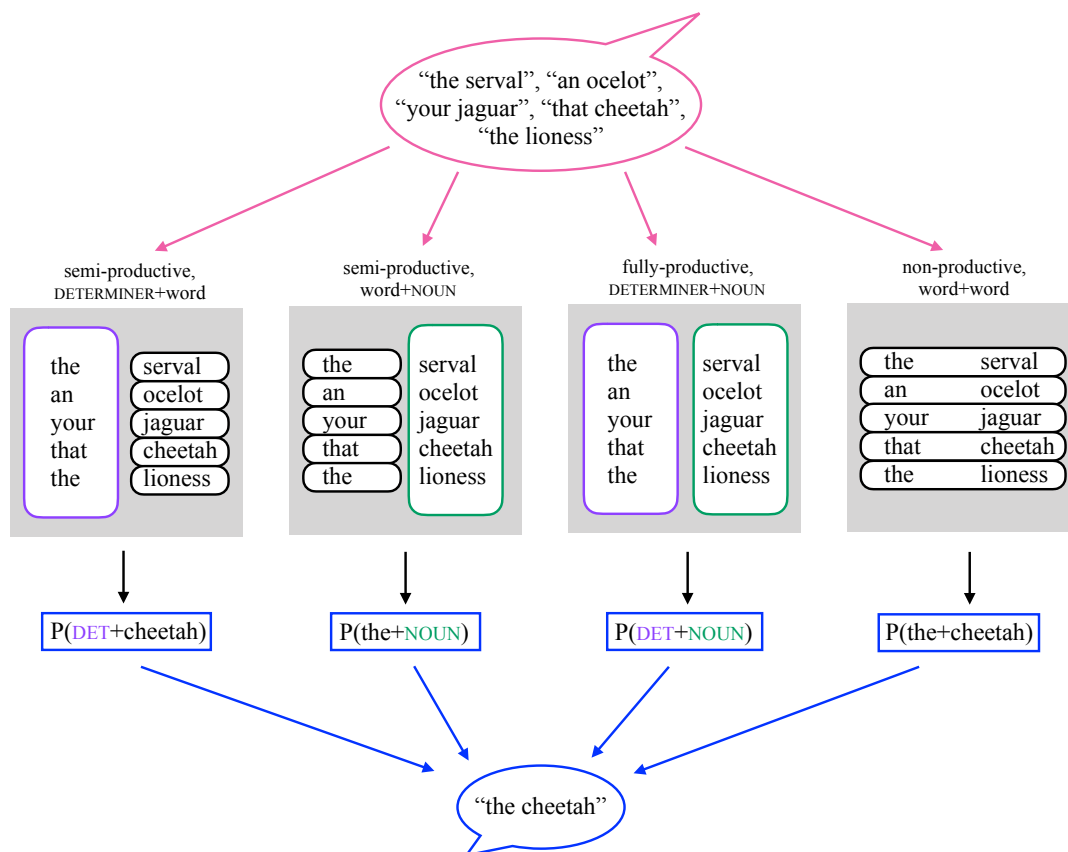 “the serval”, “an ocelot”,
“your jaguar”, “that cheetah”,
“the lioness”
semi-productive,
DETERMINER+word
semi-productive,
word+NOUN
fully-productive,
DETERMINER+NOUN
non-productive,
word+word
the serval
an ocelot
your jaguar
that cheetah
the lioness
the serval
an ocelot
your jaguar
that cheetah
the lioness
the serval
an ocelot
your jaguar
that cheetah
the lioness
the serval
an ocelot
your jaguar
that cheetah
the lioness
P(DET+cheetah)
P(the+NOUN)
P(DET+NOUN)
P(the+cheetah)
“the cheetah”